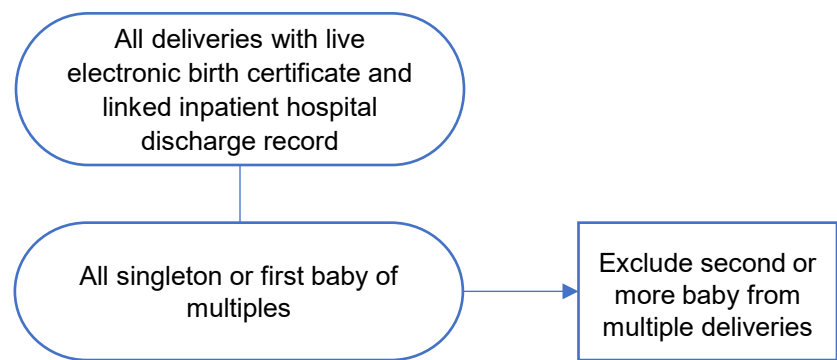 All deliveries with live
electronic birth certificate and
linked inpatient hospital
discharge record
All singleton or first baby of
multiples
Exclude second or
more baby from
multiple deliveries